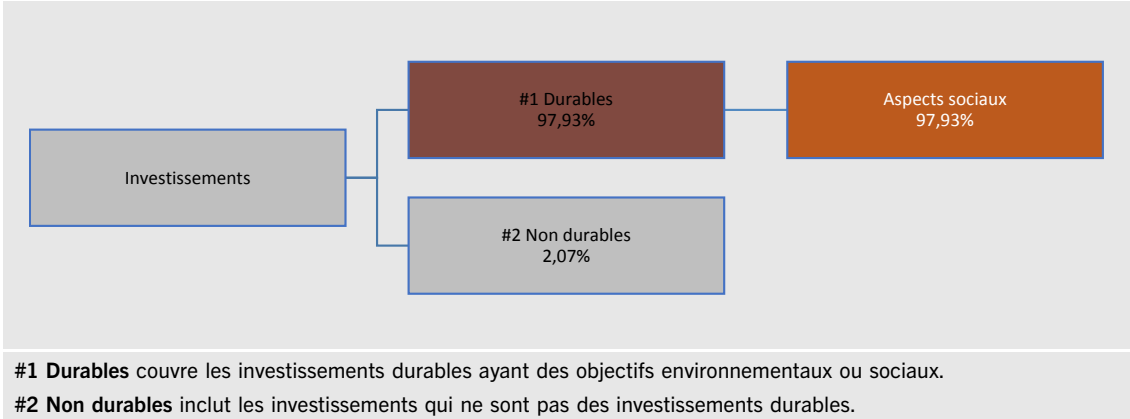 Investissements
#1 Durables
97,93%
Aspects sociaux
97,93%
#2 Non durables
2,07%
#1 Durables couvre les investissements durables ayant des objectifs environnementaux ou sociaux.
#2 Non durables inclut les investissements qui ne sont pas des investissements durables.